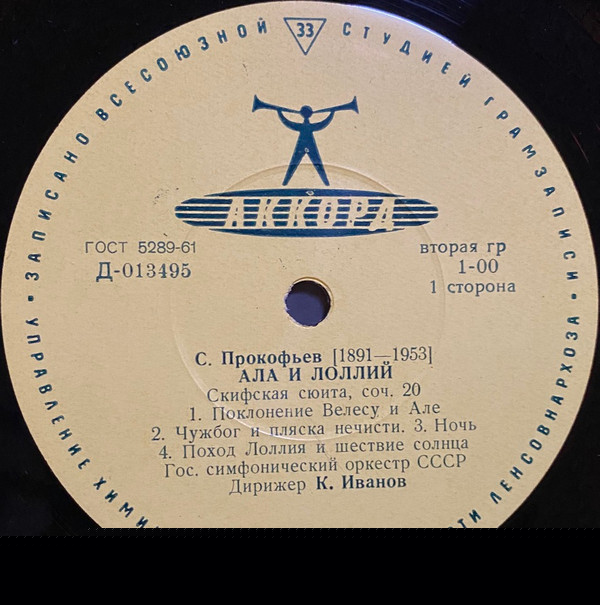 • ЗАПИСАНО ВСЕСОЮЗНОЙ СТУДИЕЙ ГРАМЗАПИСИ •
33
АККОРД
ГОСТ 5289-61
Д-013495
вторая гр
1-00
1 сторона
С. Прокофьев [1891—1953]
АЛА И ЛОЛЛИЙ
Скифская сюита, соч. 20
1. Поклонение Велесу и Але
2. Чужбог и пляска нечисти. 3. Ночь
4. Поход Лоллия и шествие солнца
Гос. симфонический оркестр СССР
Дирижер К. Иванов
УПРАВЛЕНИЕ
ЛЕНСОВНАРХОЗА